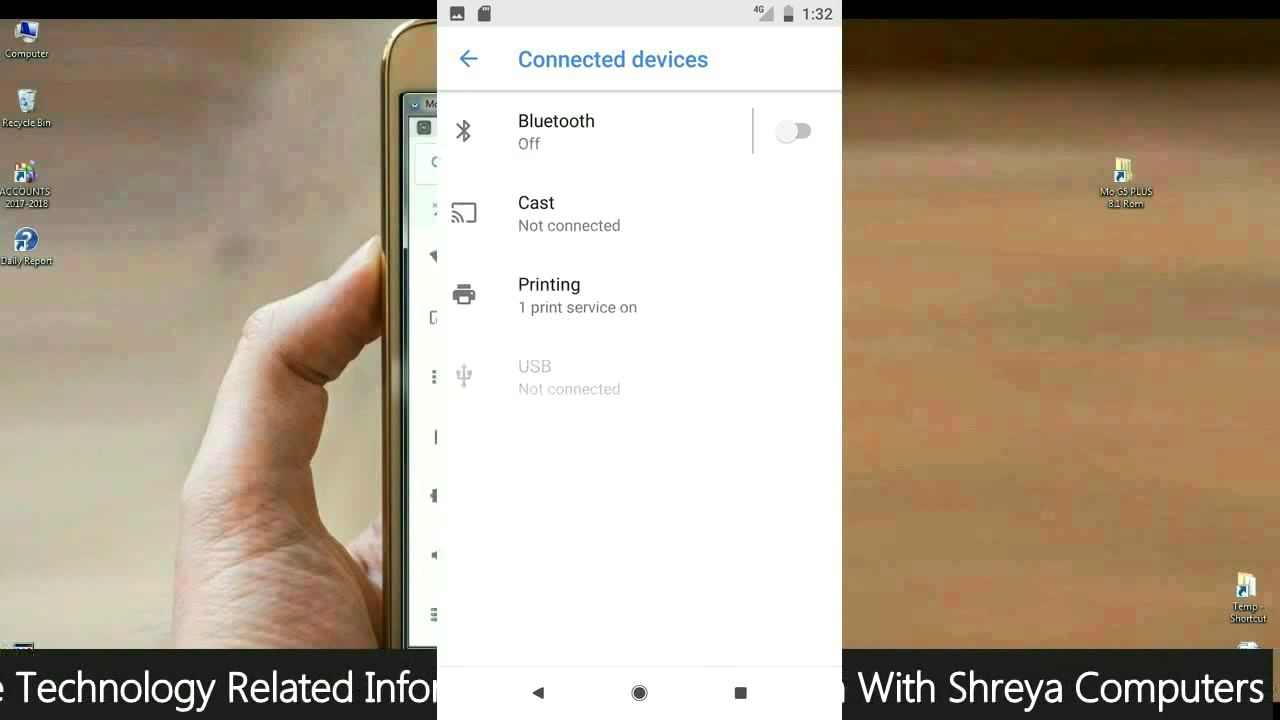 4G
1:32
Connected devices
Bluetooth
Off
Cast
Not connected
Printing
1 print service on
USB
Not connected
Computer
Recycle Bin
ACCOUNTS
2017-2018
Daily Report
Mo G5 PLUS
8.1 Rom
Temp -
Shortcut
Technology Related
With Shreya Computers